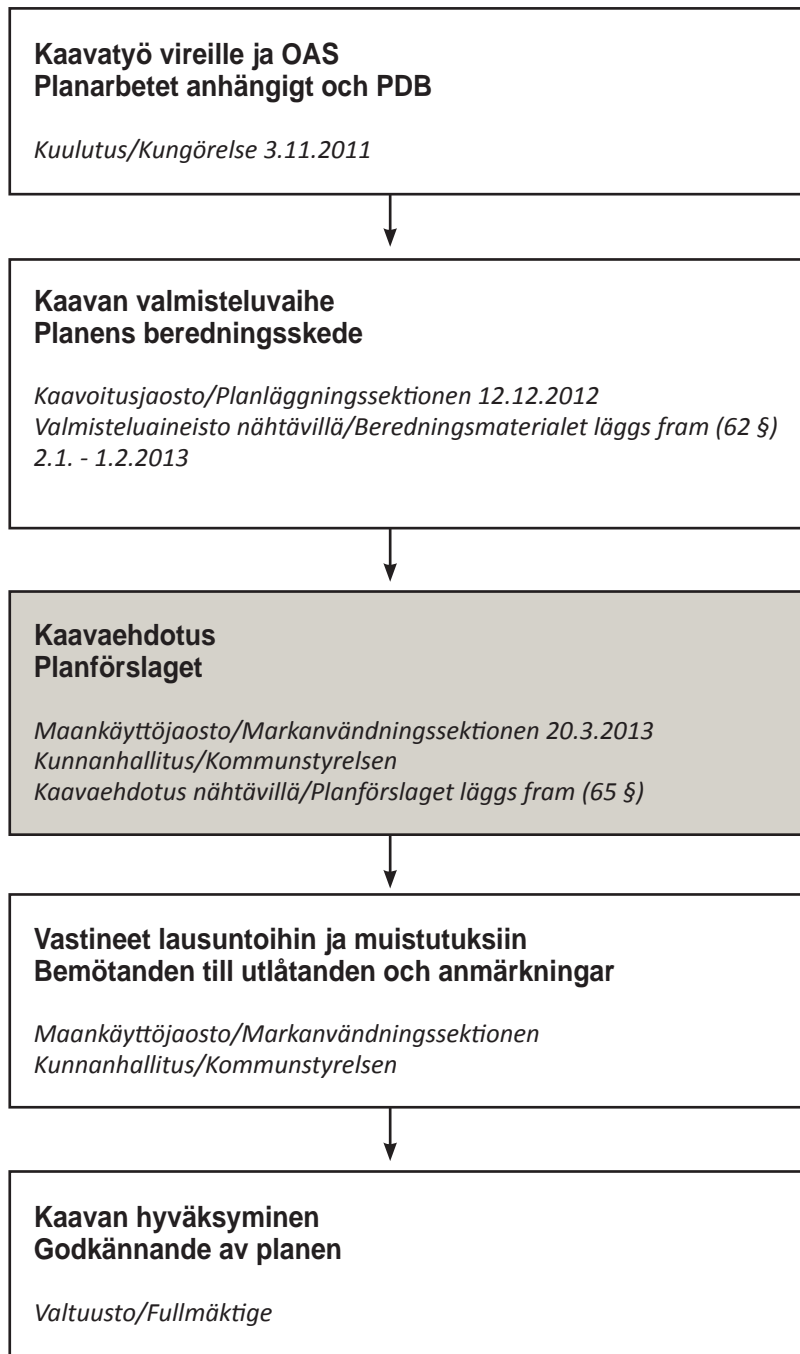 Kaavatyö vireille ja OAS
Planarbetet anhängigt och PDB
Kuulutus/Kungörelse 3.11.2011
Kaavan valmisteluvaihe
Planens beredningsskede
Kaavoitusjaosto/Planläggningssektionen 12.12.2012
Valmisteluaineisto nähtävillä/Beredningsmaterialet läggs fram (62 §)
2.1. - 1.2.2013
Kaavaehdotus
Planförslaget
Maankäyttöjaosto/Markanvändningssektionen 20.3.2013
Kunnanhallitus/Kommunstyrelsen
Kaavaehdotus nähtävillä/Planförslaget läggs fram (65 §)
Vastineet lausuntoihin ja muistutuksiin
Bemötanden till utlåtanden och anmärkningar
Maankäyttöjaosto/Markanvändningssektionen
Kunnanhallitus/Kommunstyrelsen
Kaavan hyväksyminen
Godkännande av planen
Valtuusto/Fullmäktige